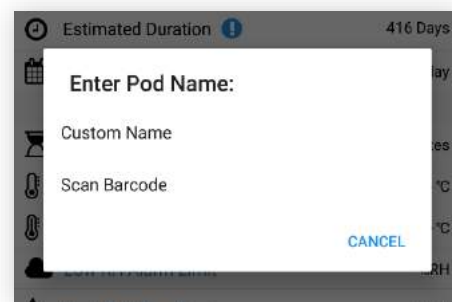 Estimated Duration 416 Days
Enter Pod Name:
Custom Name
Scan Barcode
°C
°C
CANCEL